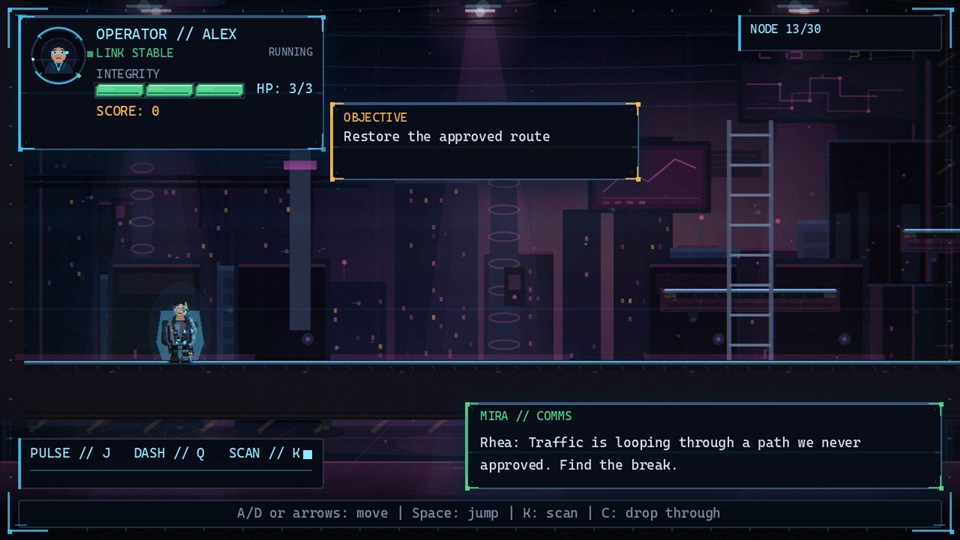 OPERATOR // ALEX
LINK STABLE
RUNNING
INTEGRITY
HP: 3/3
SCORE: 0
NODE 13/30
OBJECTIVE
Restore the approved route
MIRA // COMMS
Rhea: Traffic is looping through a path we never
approved. Find the break.
PULSE // J DASH // Q SCAN // K
A/D or arrows: move | Space: jump | K: scan | C: drop through